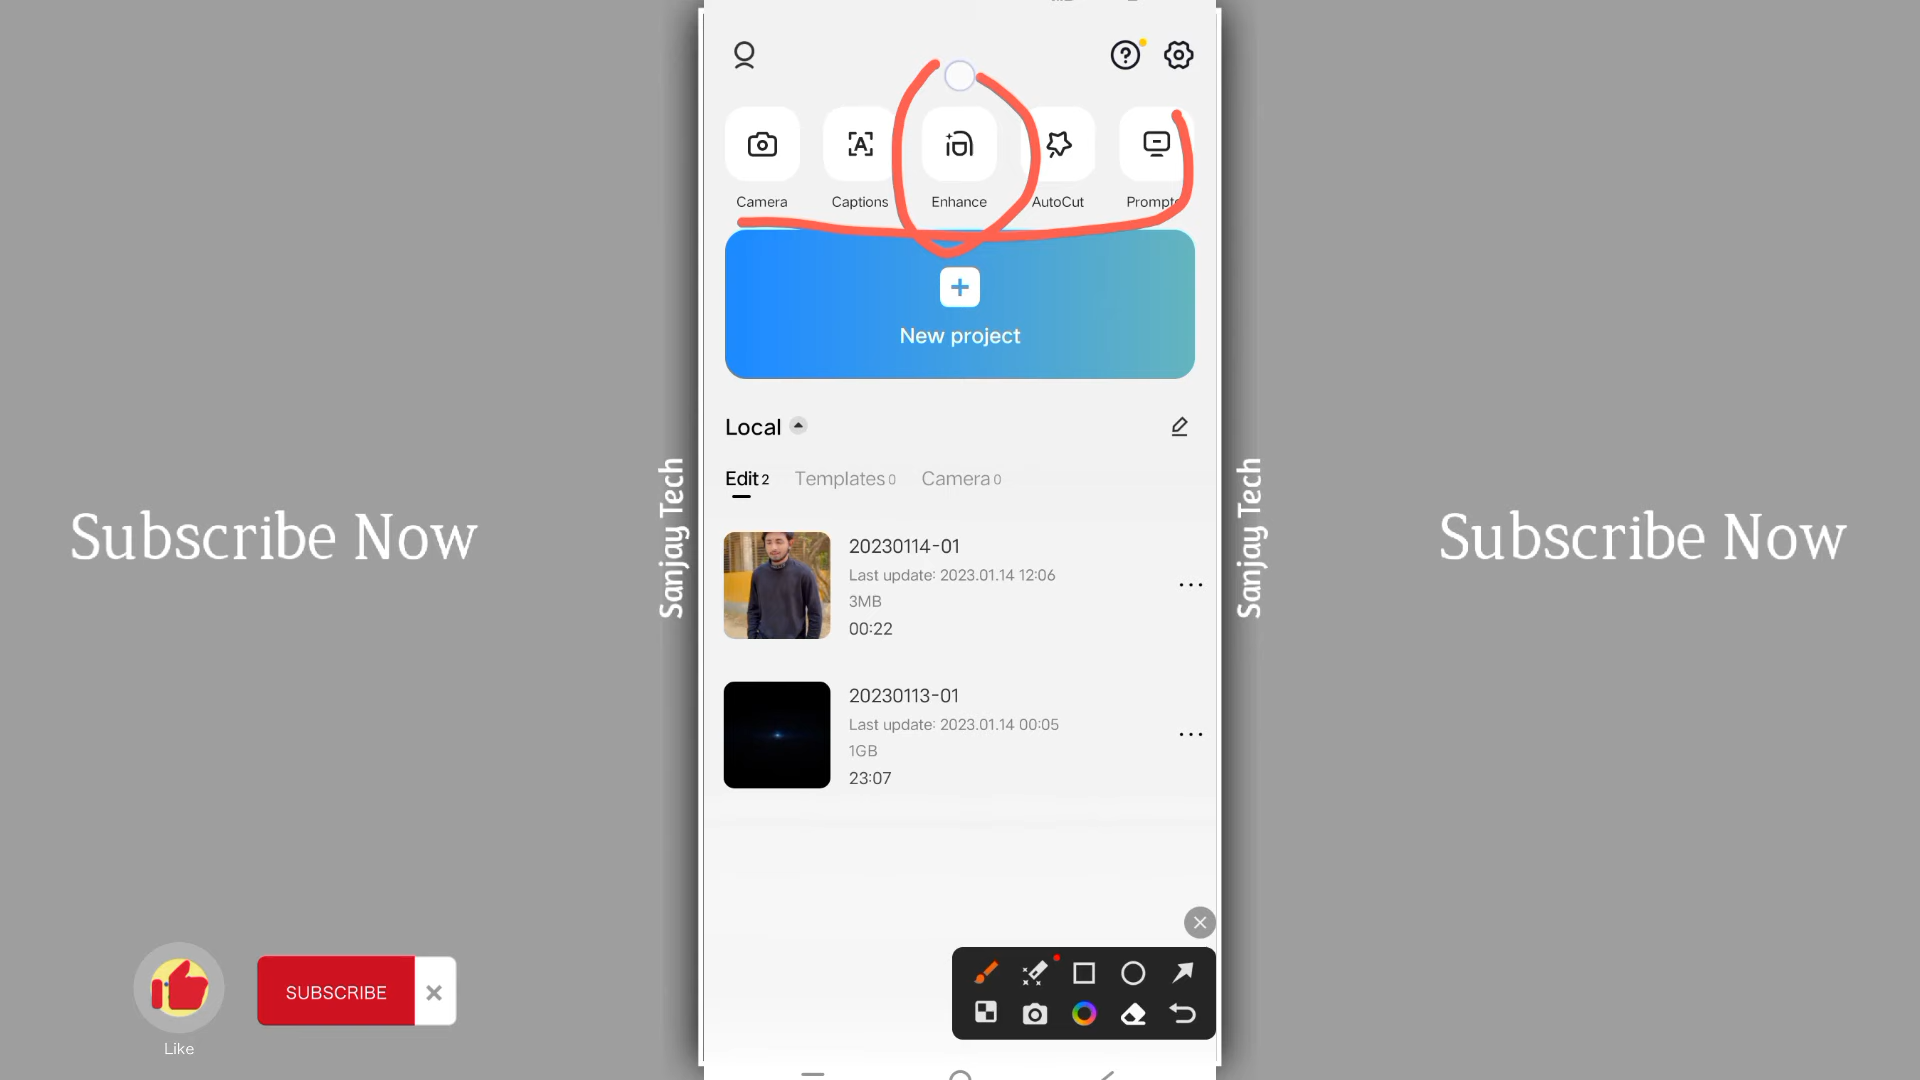 Camera
Captions
Enhance
AutoCut
New project
Local
Edit 2
Templates 0
Camera 0
20230114-01
Last update: 2023.01.14 12:06
3MB
00:22
20230113-01
Last update: 2023.01.14 00:05
1GB
23:07
Subscribe Now
Sanjay Tech
Sanjay Tech
Subscribe Now
SUBSCRIBE
Like